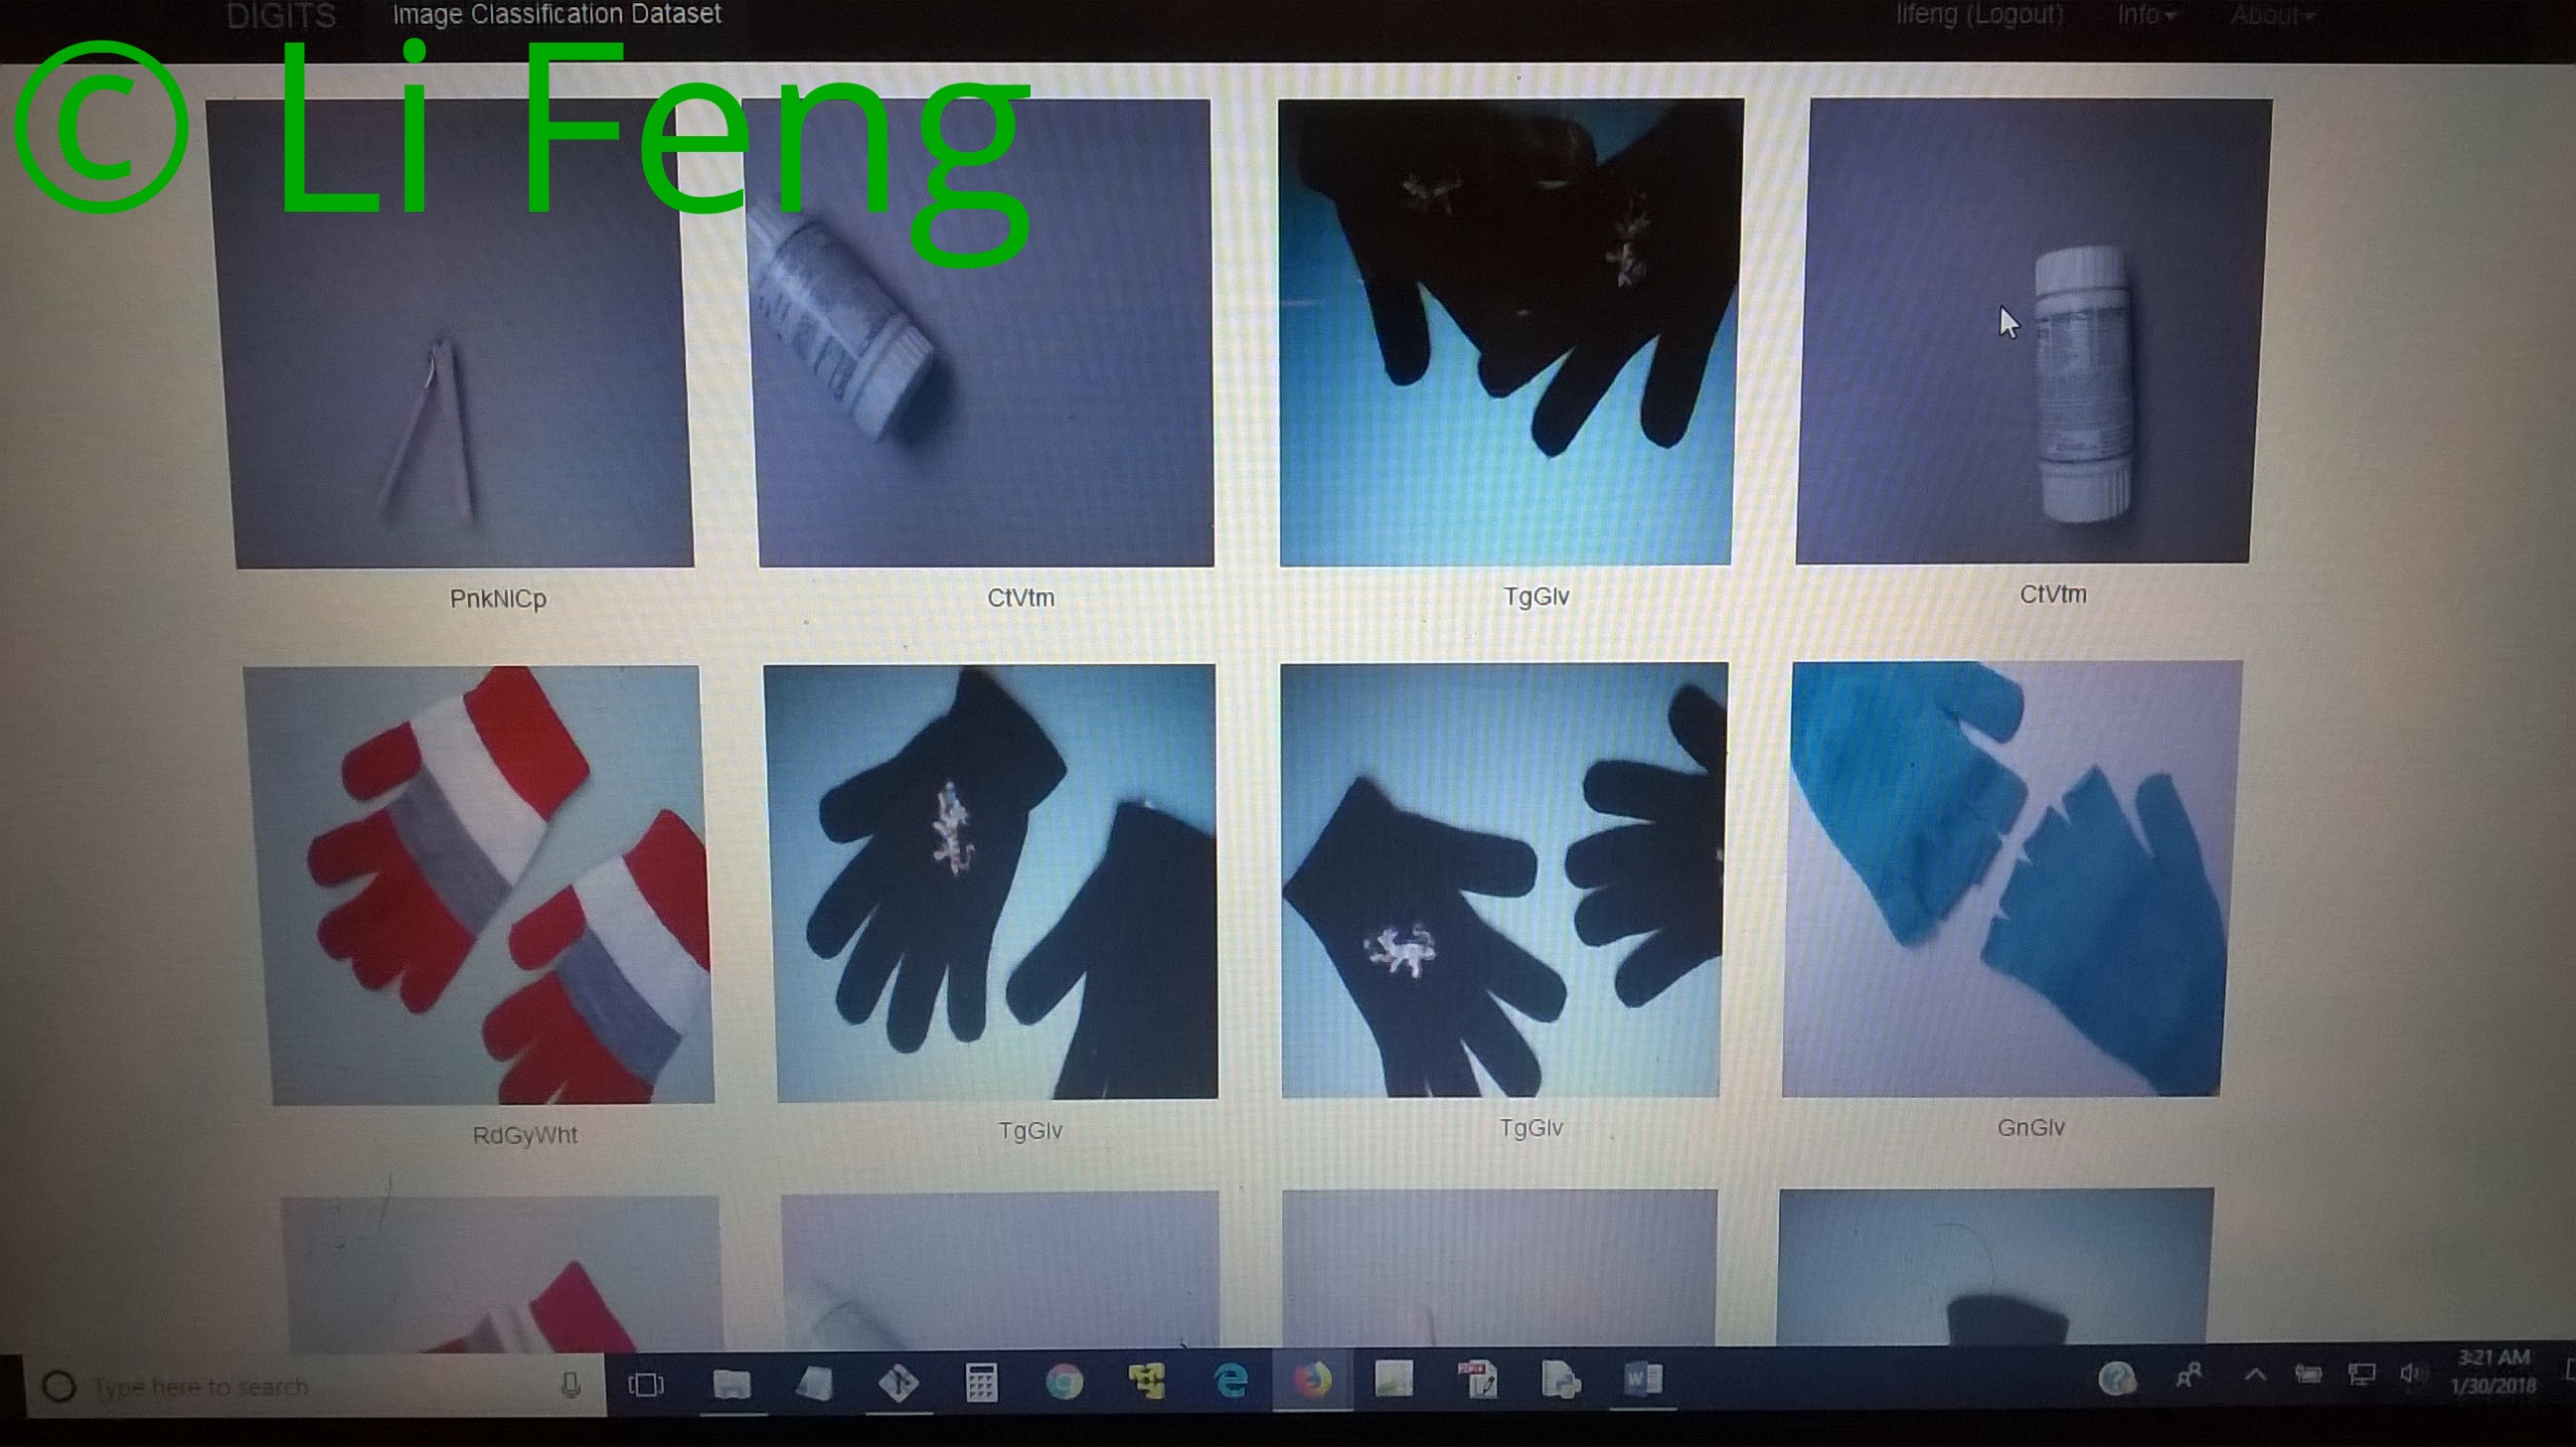 DIGITS Image Classification Dataset lifeng (Logout) Info About
© Li Feng
PnkNlCp CtVtm TgGlv CtVtm
RdGyWht TgGlv TgGlv GnGlv
Type here to search
3:21 AM
1/30/2018